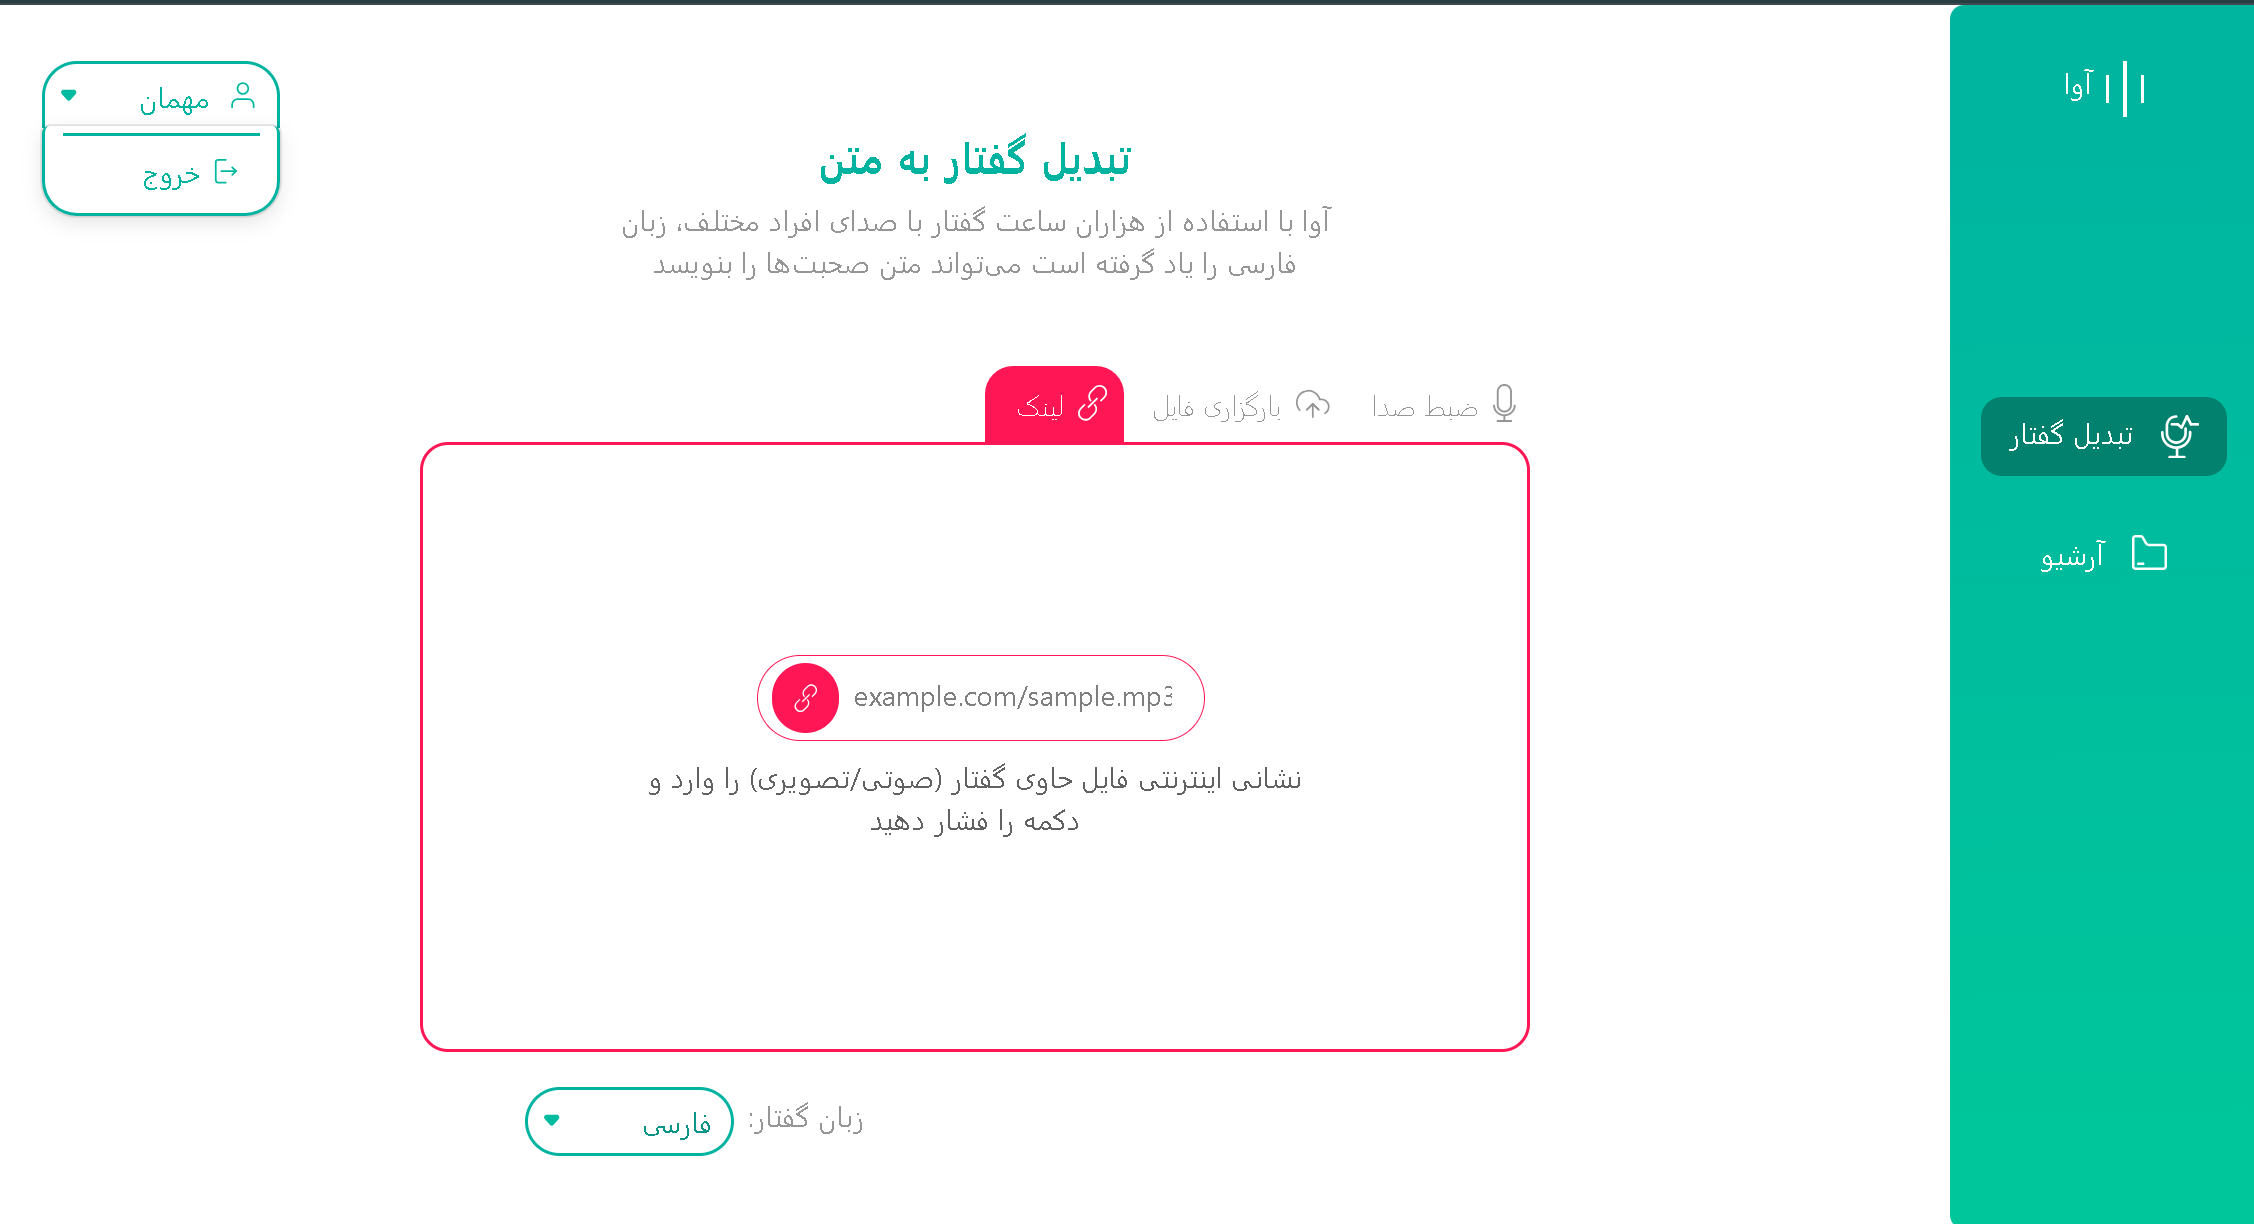 آوا
مهمان
خروج
تبدیل گفتار به متن
آوا با استفاده از هزاران ساعت گفتار با صدای افراد مختلف، زبان
فارسی را یاد گرفته است می‌تواند متن صحبت‌ها را بنویسد
ضبط صدا
بارگزاری فایل
لینک
تبدیل گفتار
آرشیو
example.com/sample.mp3
نشانی اینترنتی فایل حاوی گفتار (صوتی/تصویری) را وارد و
دکمه را فشار دهید
زبان گفتار:
فارسی